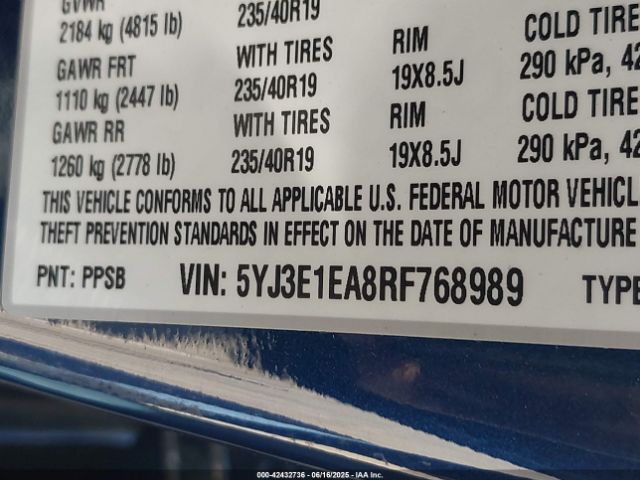 GVWR
2184 kg (4815 lb) 235/40R19 COLD TIRE
GAWR FRT WITH TIRES RIM 290 kPa, 42
1110 kg (2447 lb) 235/40R19 19X8.5J COLD TIRE
GAWR RR WITH TIRES RIM
1260 kg (2778 lb) 235/40R19 19X8.5J 290 kPa, 42
THIS VEHICLE CONFORMS TO ALL APPLICABLE U.S. FEDERAL MOTOR VEHICL
THEFT PREVENTION STANDARDS IN EFFECT ON THE DATE OF MANUFACTURE
PNT: PPSB VIN: 5YJ3E1EA8RF768989 TYPE
000-42432736 - 06/16/2025 - IAA Inc.